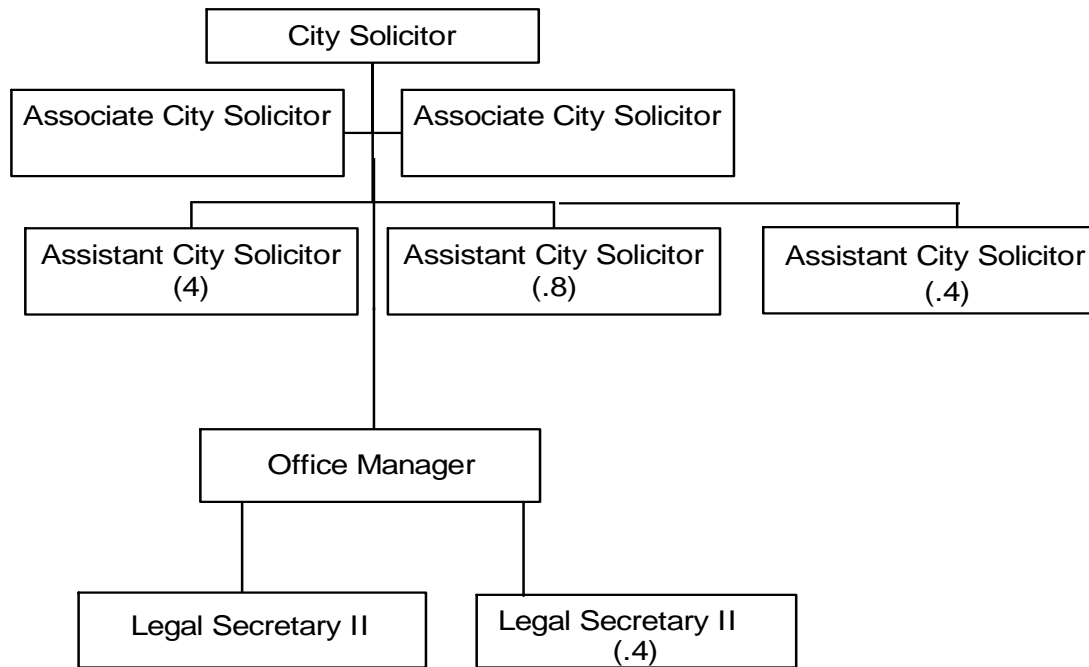 City Solicitor
Associate City Solicitor
Associate City Solicitor
Assistant City Solicitor
(4)
Assistant City Solicitor
(.8)
Assistant City Solicitor
(.4)
Office Manager
Legal Secretary II
Legal Secretary II
(.4)